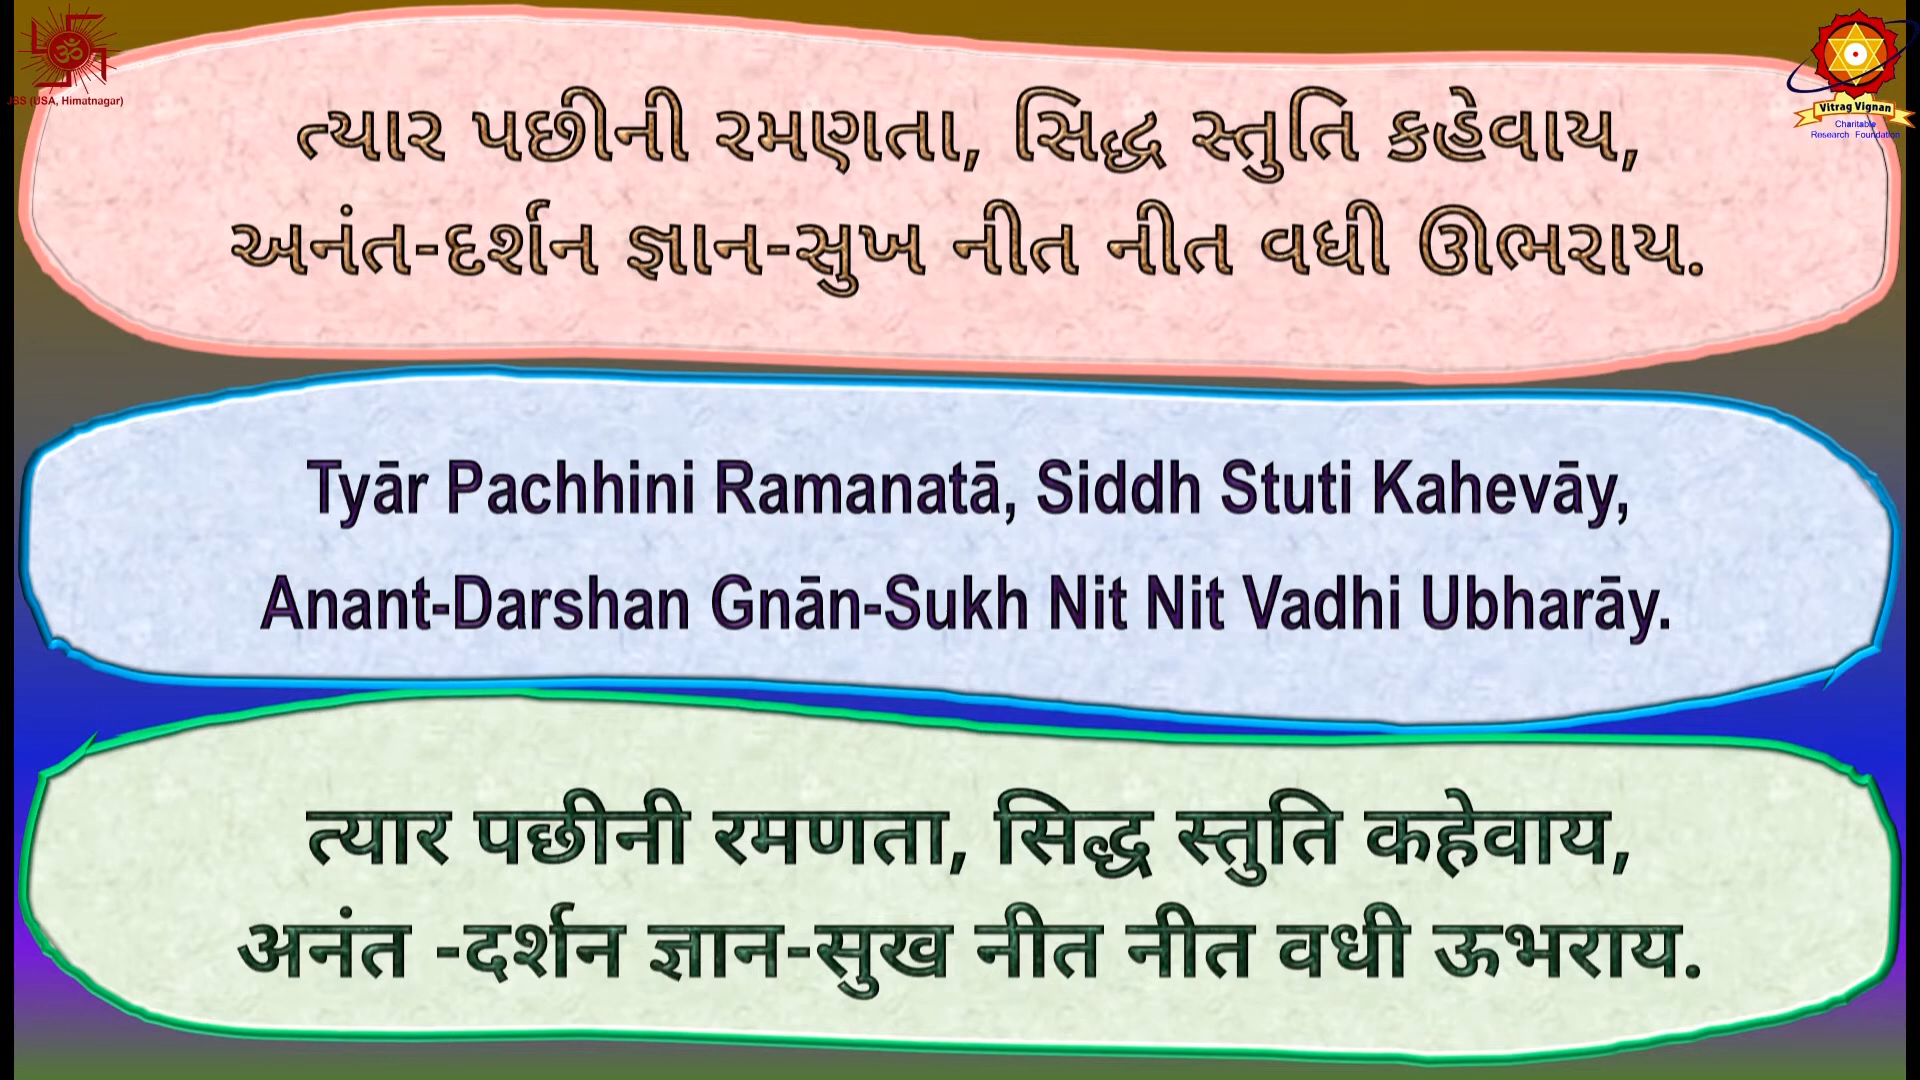 ॐ
JSS (USA, Himatnagar)
Vitrag Vignan
Charitable
Research Foundation
ત્યાર પછીની રમણતા, સિદ્ધ સ્તુતિ કહેવાય,
અનંત-દર્શન જ્ઞાન-સુખ નીત નીત વધી ઊભરાય.
Tyār Pachhini Ramanatā, Siddh Stuti Kahevāy,
Anant-Darshan Gnān-Sukh Nit Nit Vadhi Ubharāy.
त्यार पछीनी रमणता, सिद्ध स्तुति कहेवाय,
अनंत -दर्शन ज्ञान-सुख नीत नीत वधी ऊभराय.